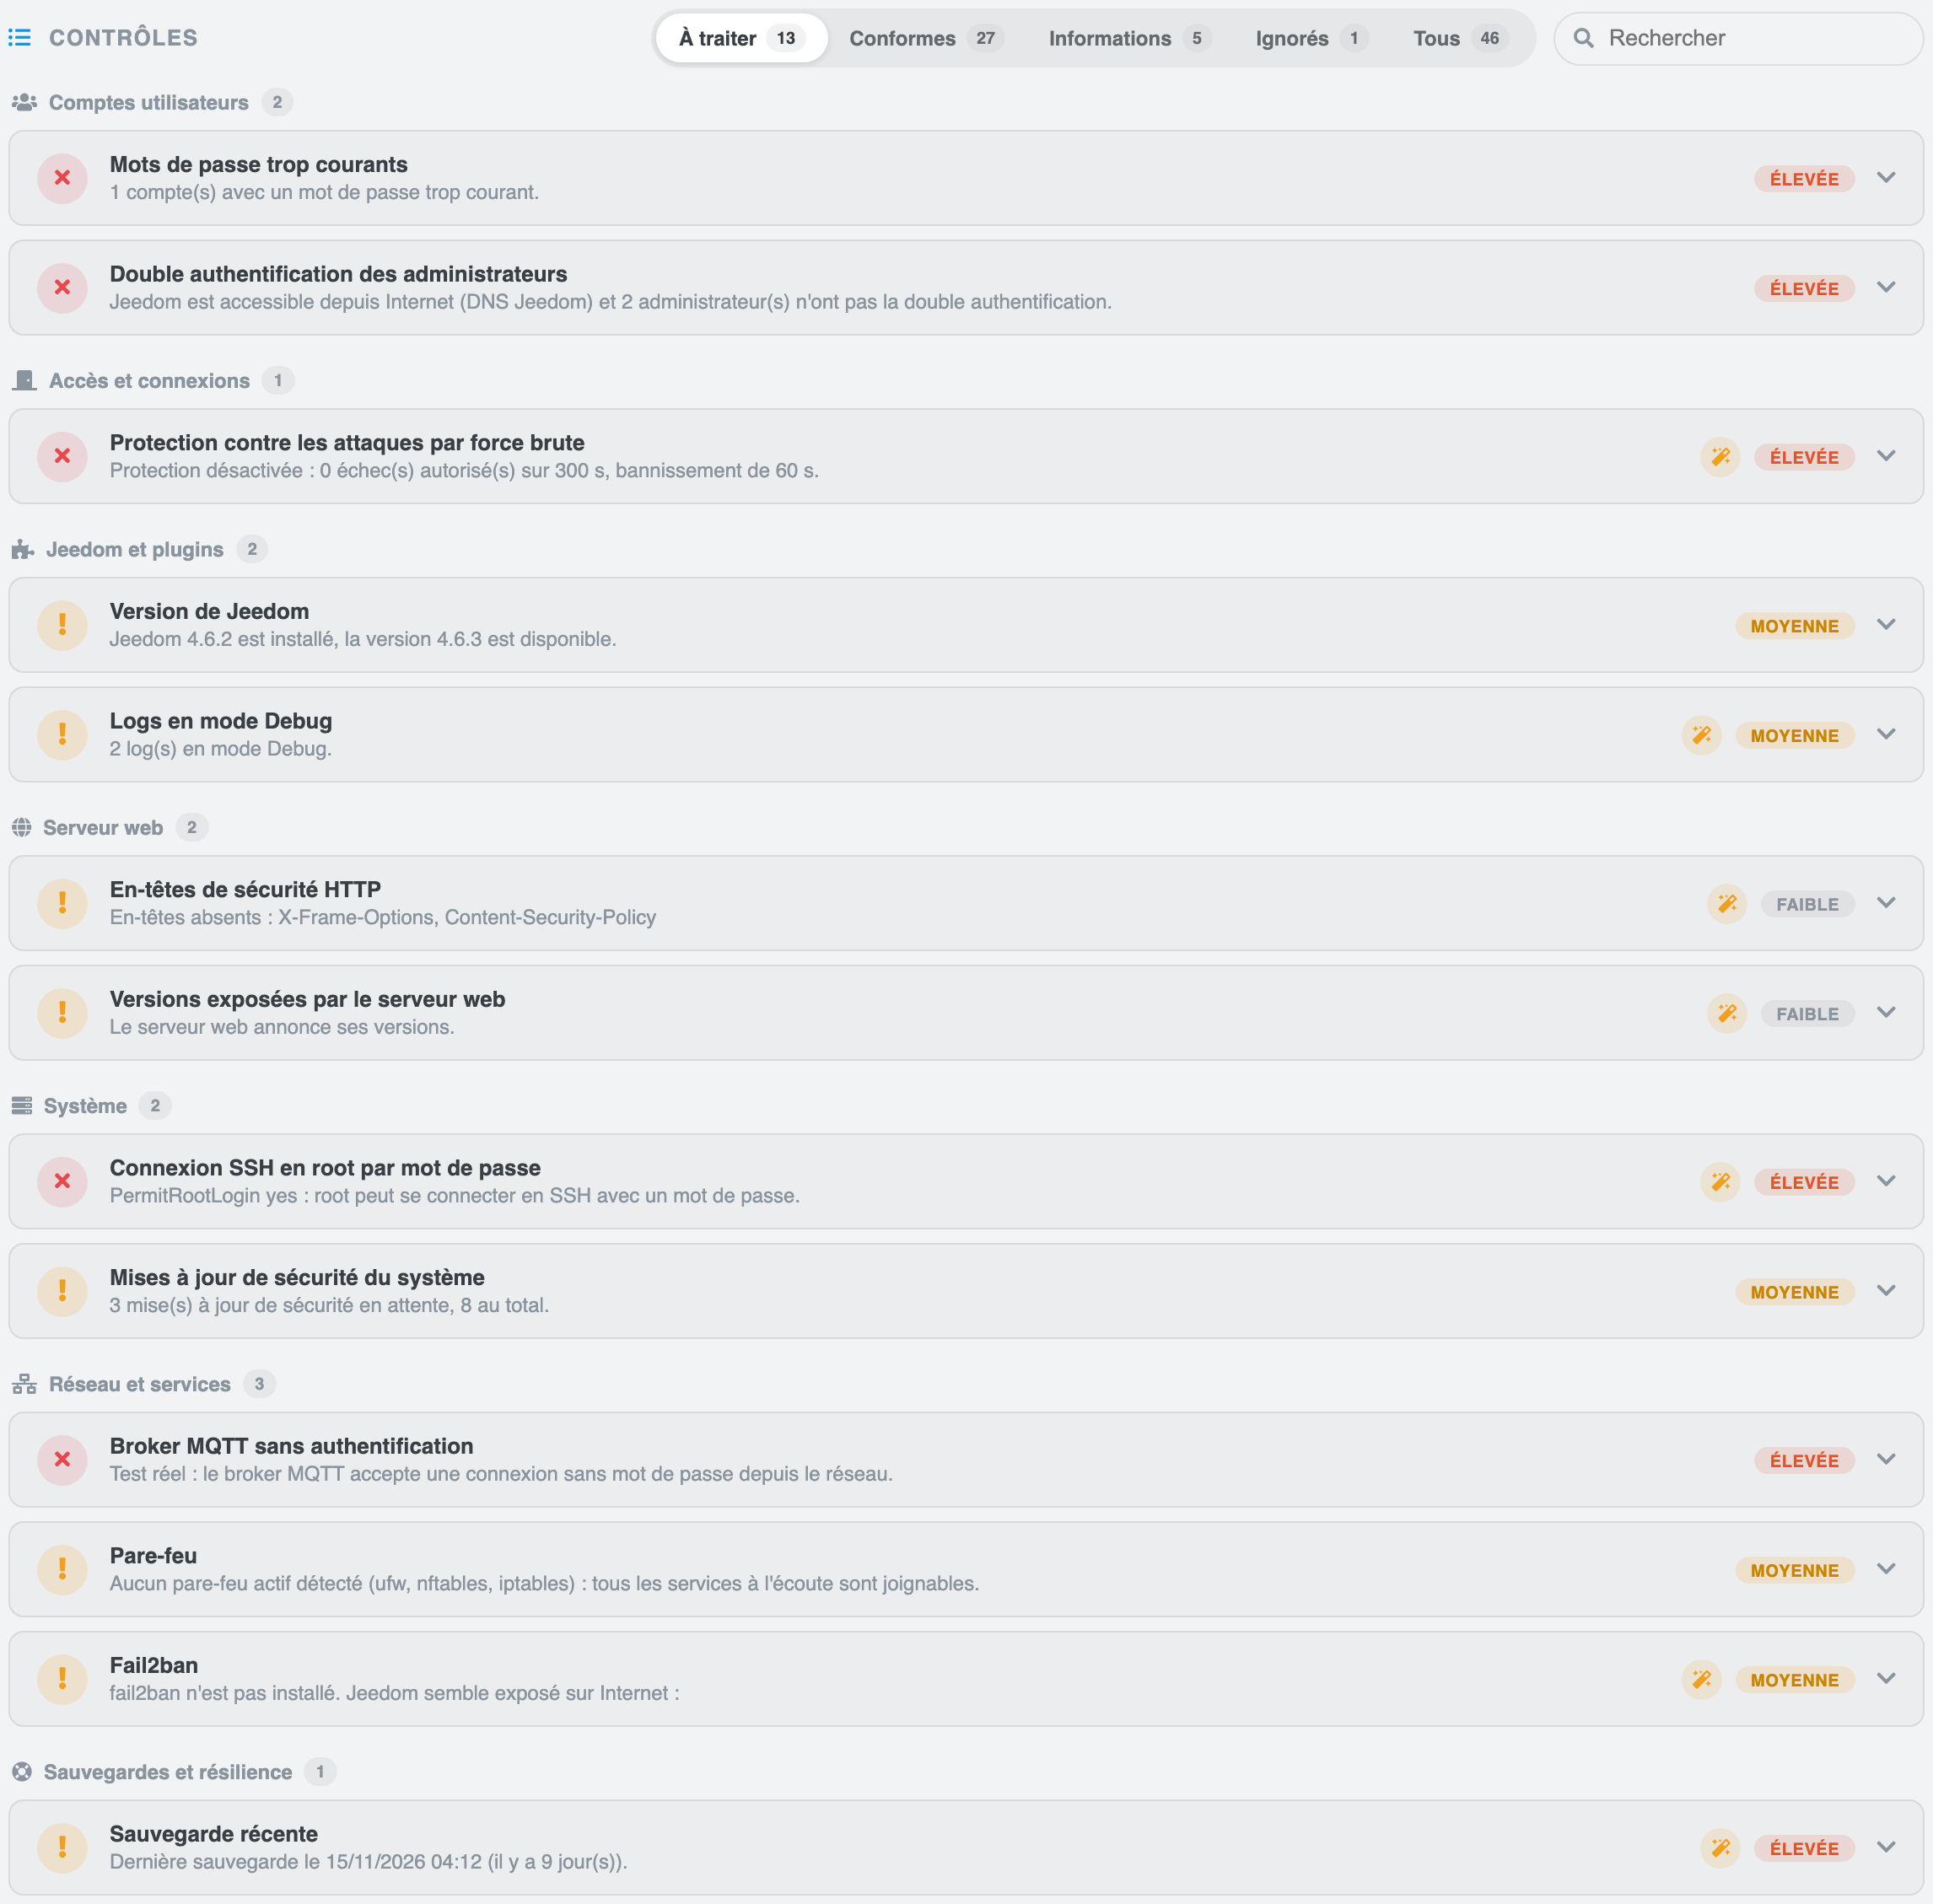 CONTRÔLES
À traiter 13 Conformes 27 Informations 5 Ignorés 1 Tous 46
Rechercher
Comptes utilisateurs 2
Mots de passe trop courants
1 compte(s) avec un mot de passe trop courant.
ÉLEVÉE
Double authentification des administrateurs
Jeedom est accessible depuis Internet (DNS Jeedom) et 2 administrateur(s) n'ont pas la double authentification.
ÉLEVÉE
Accès et connexions 1
Protection contre les attaques par force brute
Protection désactivée : 0 échec(s) autorisé(s) sur 300 s, bannissement de 60 s.
ÉLEVÉE
Jeedom et plugins 2
Version de Jeedom
Jeedom 4.6.2 est installé, la version 4.6.3 est disponible.
MOYENNE
Logs en mode Debug
2 log(s) en mode Debug.
MOYENNE
Serveur web 2
En-têtes de sécurité HTTP
En-têtes absents : X-Frame-Options, Content-Security-Policy
FAIBLE
Versions exposées par le serveur web
Le serveur web annonce ses versions.
FAIBLE
Système 2
Connexion SSH en root par mot de passe
PermitRootLogin yes : root peut se connecter en SSH avec un mot de passe.
ÉLEVÉE
Mises à jour de sécurité du système
3 mise(s) à jour de sécurité en attente, 8 au total.
MOYENNE
Réseau et services 3
Broker MQTT sans authentification
Test réel : le broker MQTT accepte une connexion sans mot de passe depuis le réseau.
ÉLEVÉE
Pare-feu
Aucun pare-feu actif détecté (ufw, nftables, iptables) : tous les services à l'écoute sont joignables.
MOYENNE
Fail2ban
fail2ban n'est pas installé. Jeedom semble exposé sur Internet :
MOYENNE
Sauvegardes et résilience 1
Sauvegarde récente
Dernière sauvegarde le 15/11/2026 04:12 (il y a 9 jour(s)).
ÉLEVÉE